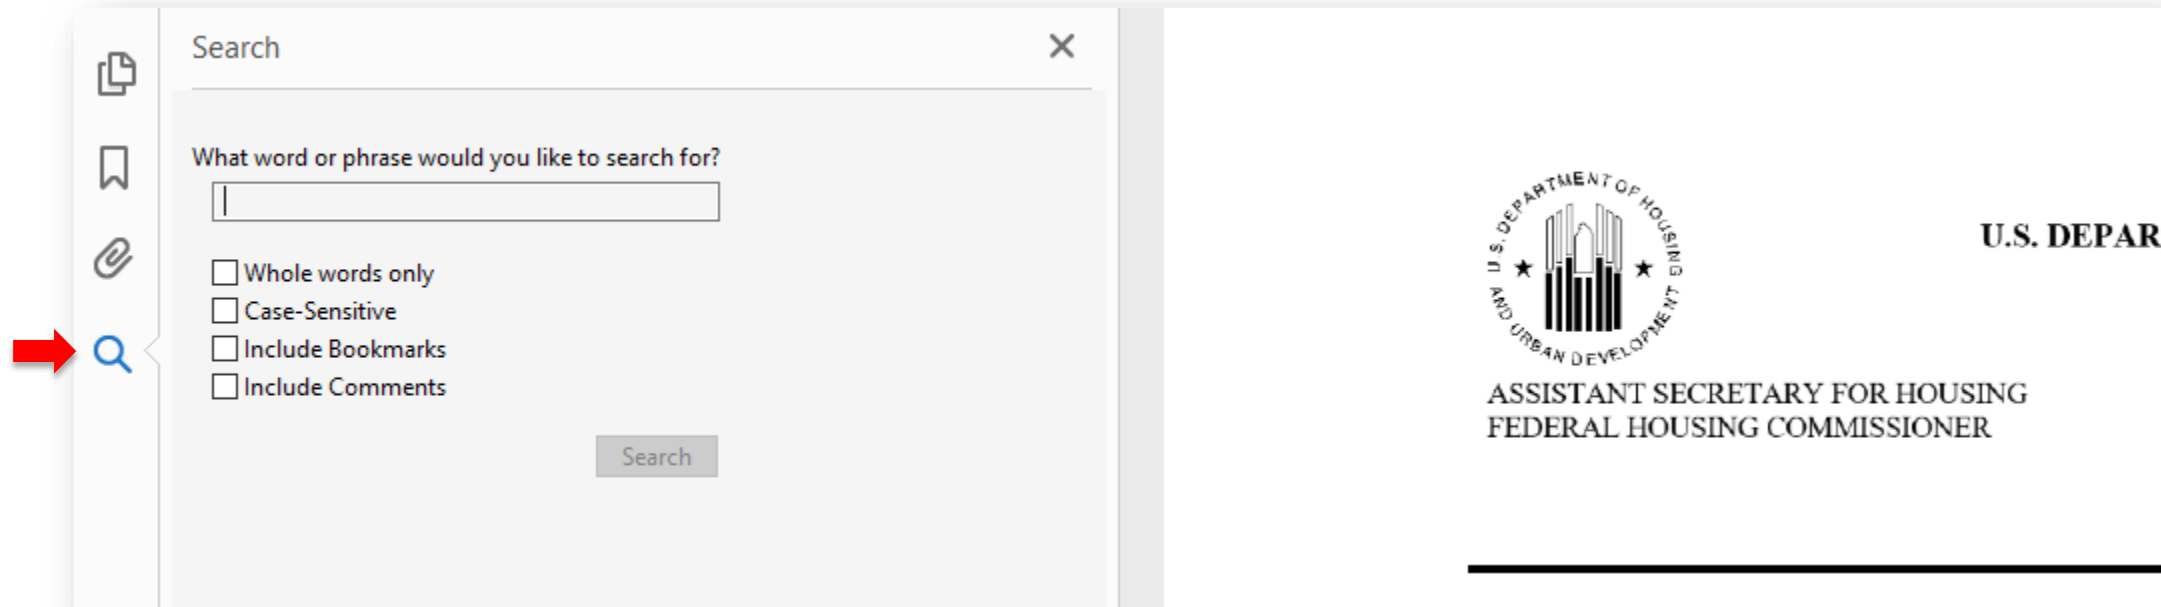 Search
What word or phrase would you like to search for?
Whole words only
Case-Sensitive
Include Bookmarks
Include Comments
Search
U.S. DEPARTMENT OF HOUSING
AND URBAN DEVELOPMENT
U.S. DEPAR
ASSISTANT SECRETARY FOR HOUSING
FEDERAL HOUSING COMMISSIONER